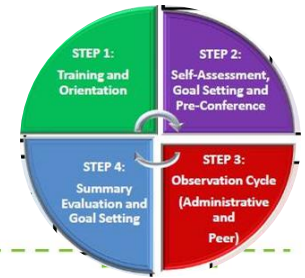 STEP 1:
Training and
Orientation
STEP 2:
Self-Assessment,
Goal Setting and
Pre-Conference
STEP 3:
Observation Cycle
(Administrative
and
Peer)
STEP 4:
Summary
Evaluation and
Goal Setting